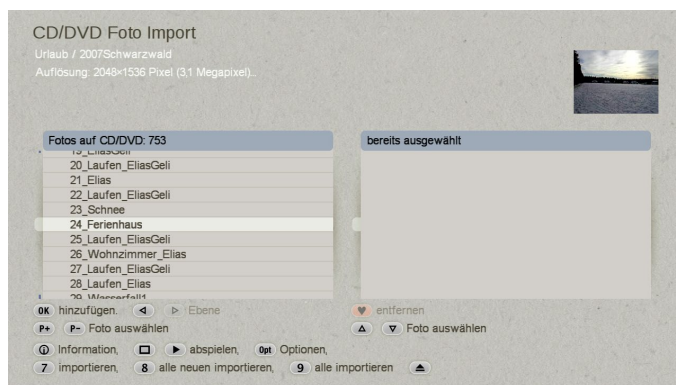 CD/DVD Foto Import
Urlaub / 2007Schwarzwald
Auflösung: 2048×1536 Pixel (3,1 Megapixel)..
Fotos auf CD/DVD: 753
19_EliasGeli
20_Laufen_EliasGeli
21_Elias
22_Laufen_EliasGeli
23_Schnee
24_Ferienhaus
25_Laufen_EliasGeli
26_Wohnzimmer_Elias
27_Laufen_EliasGeli
28_Laufen_Elias
29_Wasserfall1
bereits ausgewählt
OK hinzufügen. Ebene
P+ P- Foto auswählen
entfernen
Foto auswählen
Information, abspielen, Opt Optionen,
7 importieren, 8 alle neuen importieren, 9 alle importieren